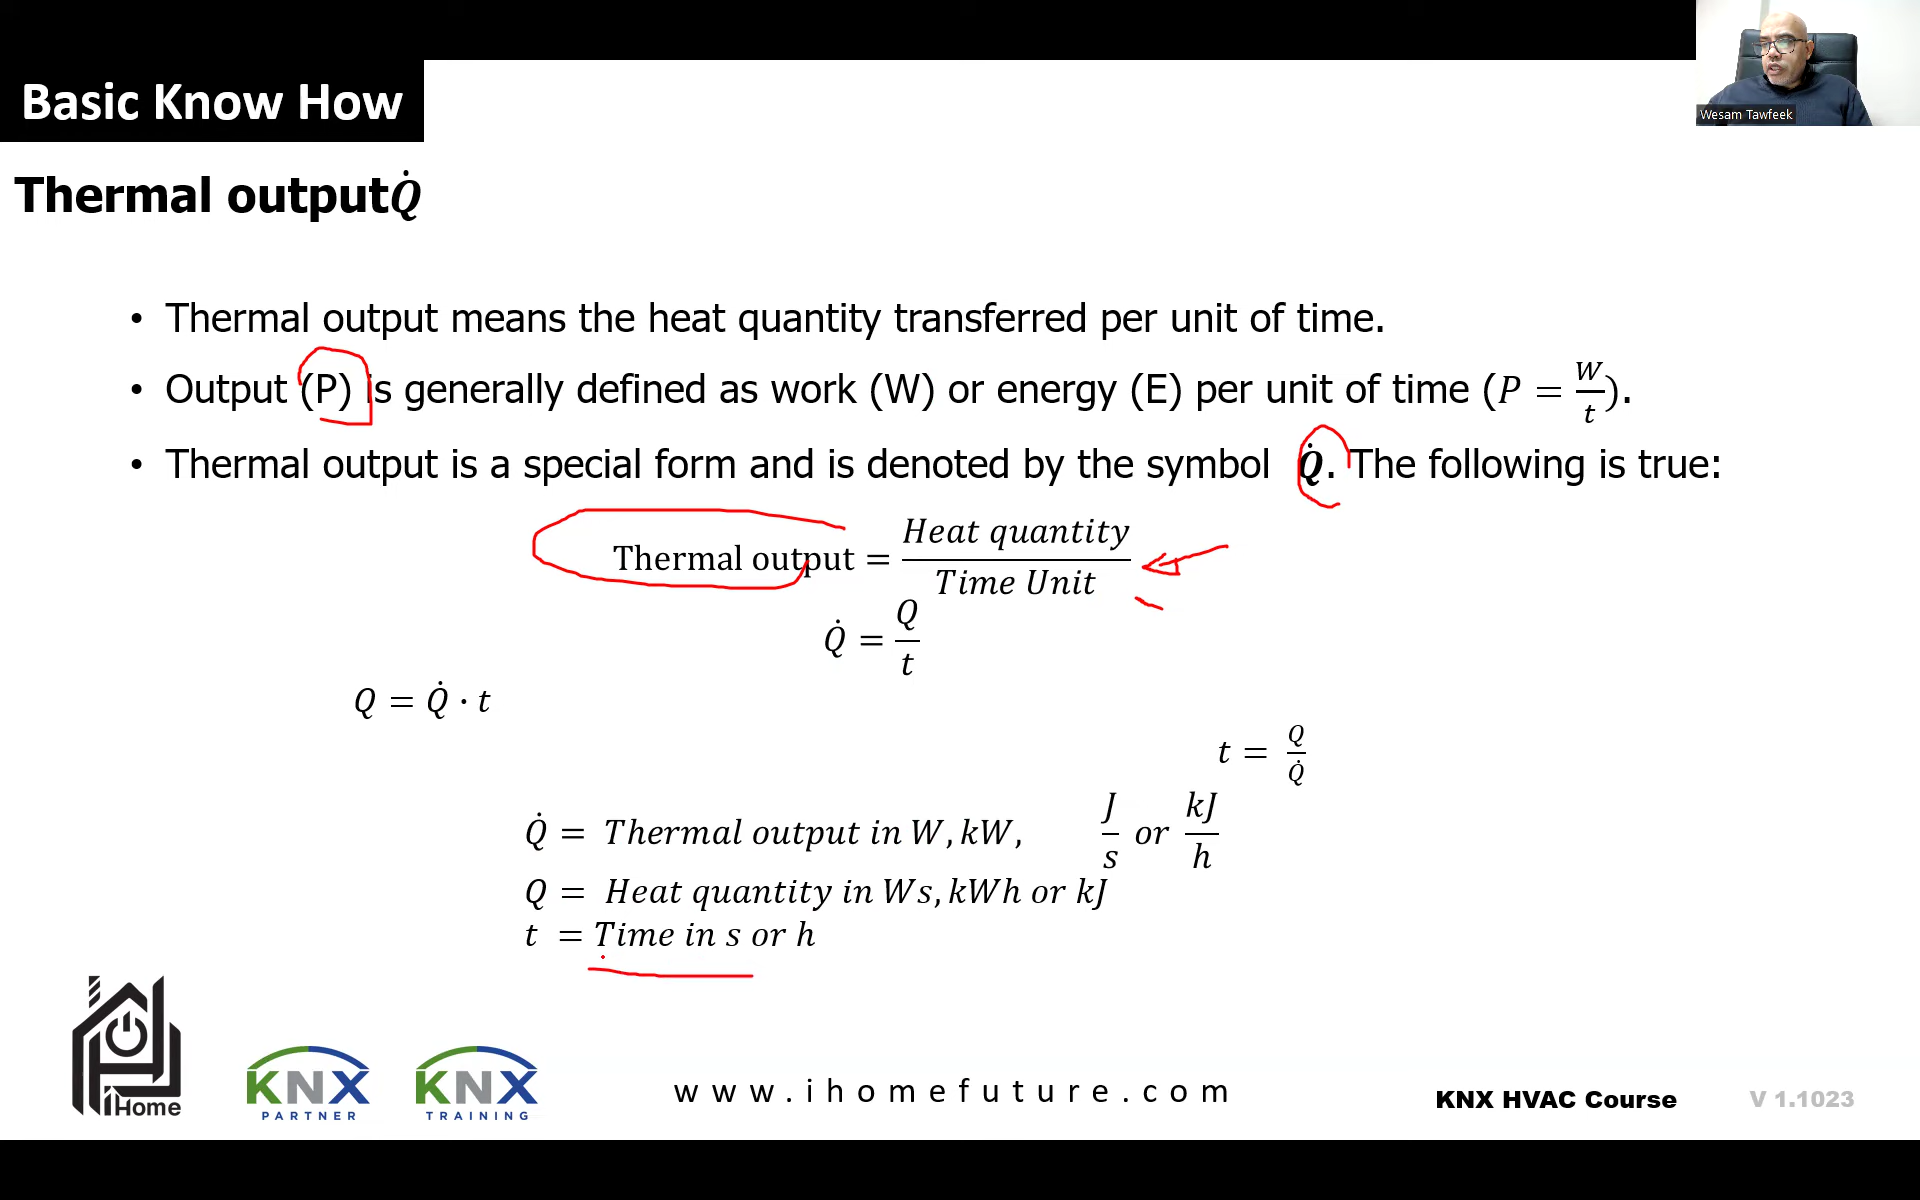 Wesam Tawfeek
Basic Know How
Thermal output Q̇
• Thermal output means the heat quantity transferred per unit of time.
• Output (P) is generally defined as work (W) or energy (E) per unit of time (P = W/t).
• Thermal output is a special form and is denoted by the symbol Q̇. The following is true:
Thermal output = Heat quantity / Time Unit
Q̇ = Q/t
Q = Q̇ · t
t = Q/Q̇
Q̇ = Thermal output in W, kW, J/s or kJ/h
Q = Heat quantity in Ws, kWh or kJ
t = Time in s or h
iHome
KNX PARTNER
KNX TRAINING
www.ihomefuture.com
KNX HVAC Course
V 1.1023